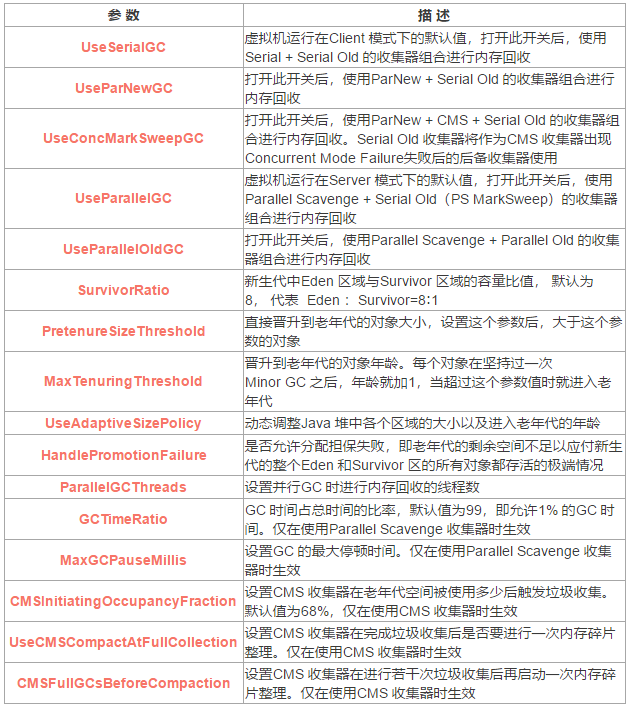 参 数 描 述
UseSerialGC
虚拟机运行在Client 模式下的默认值，打开此开关后，使用
Serial + Serial Old 的收集器组合进行内存回收
UseParNewGC
打开此开关后，使用ParNew + Serial Old 的收集器组合进行
内存回收
UseConcMarkSweepGC
打开此开关后，使用ParNew + CMS + Serial Old 的收集器组
合进行内存回收。Serial Old 收集器将作为CMS 收集器出现
Concurrent Mode Failure失败后的后备收集器使用
UseParallelGC
虚拟机运行在Server 模式下的默认值，打开此开关后，使用
Parallel Scavenge + Serial Old（PS MarkSweep）的收集器
组合进行内存回收
UseParallelOldGC
打开此开关后，使用Parallel Scavenge + Parallel Old 的收集
器组合进行内存回收
SurvivorRatio
新生代中Eden 区域与Survivor 区域的容量比值， 默认为
8， 代表 Eden ：Survivor=8∶1
PretenureSizeThreshold
直接晋升到老年代的对象大小，设置这个参数后，大于这个参
数的对象
MaxTenuringThreshold
晋升到老年代的对象年龄。每个对象在坚持过一次
Minor GC 之后，年龄就加1，当超过这个参数值时就进入老
年代
UseAdaptiveSizePolicy
动态调整Java 堆中各个区域的大小以及进入老年代的年龄
HandlePromotionFailure
是否允许分配担保失败，即老年代的剩余空间不足以应付新生
代的整个Eden 和Survivor 区的所有对象都存活的极端情况
ParallelGCThreads
设置并行GC 时进行内存回收的线程数
GCTimeRatio
GC 时间占总时间的比率，默认值为99，即允许1% 的GC 时
间。仅在使用Parallel Scavenge 收集器时生效
MaxGCPauseMillis
设置GC 的最大停顿时间。仅在使用Parallel Scavenge 收集
器时生效
CMSInitiatingOccupancyFraction
设置CMS 收集器在老年代空间被使用多少后触发垃圾收集。
默认值为68%，仅在使用CMS 收集器时生效
UseCMSCompactAtFullCollection
设置CMS 收集器在完成垃圾收集后是否要进行一次内存碎片
整理。仅在使用CMS 收集器时生效
CMSFullGCsBeforeCompaction
设置CMS 收集器在进行若干次垃圾收集后再启动一次内存碎
片整理。仅在使用CMS 收集器时生效